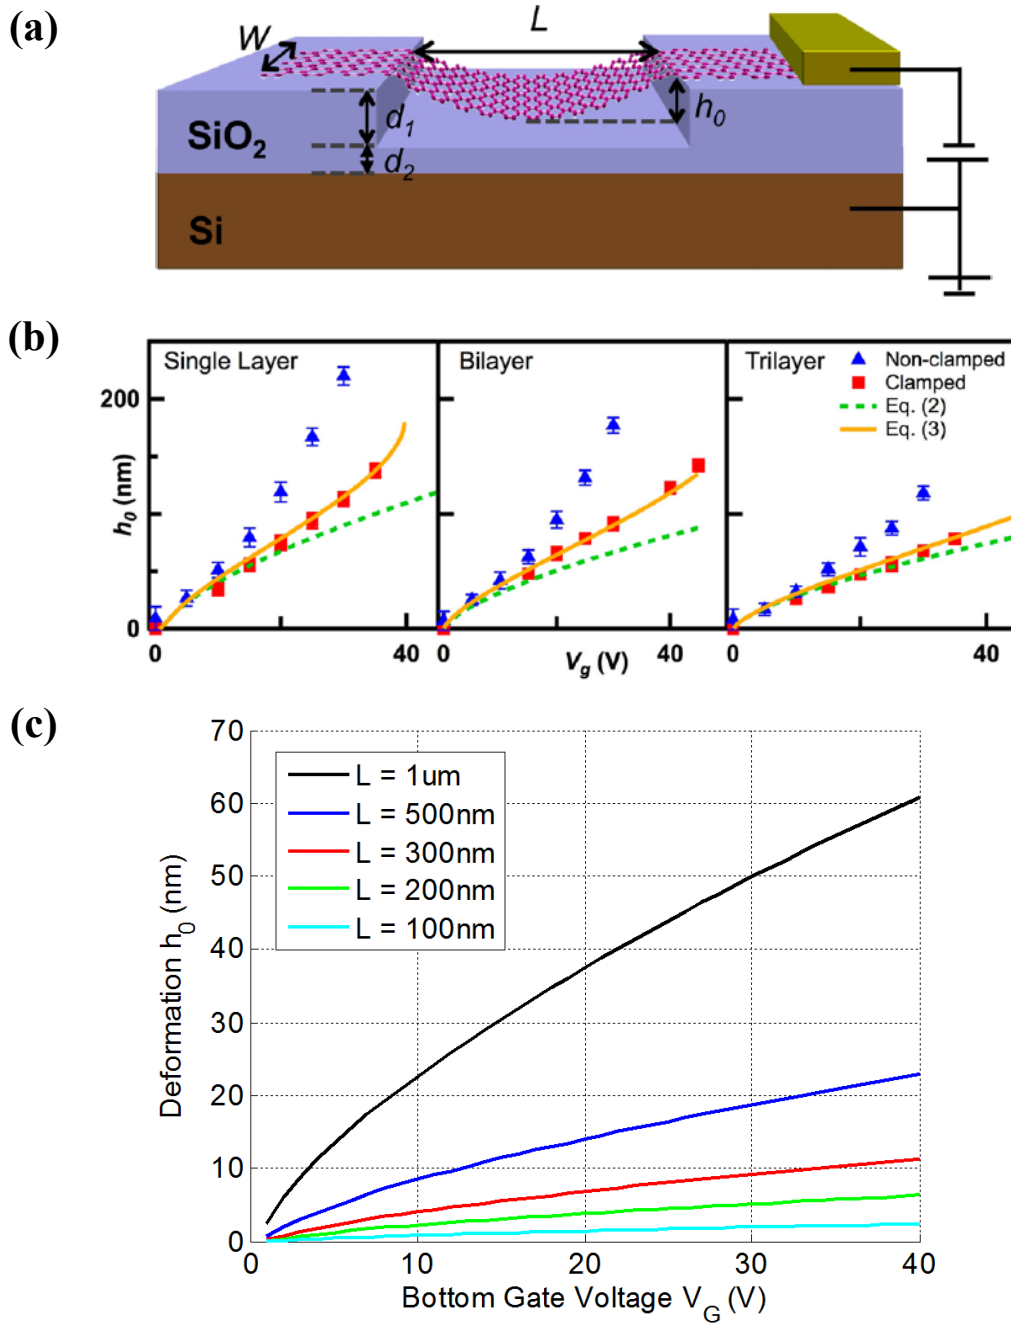 (a)
W
L
d1
h0
SiO2
d2
Si
(b)
Single Layer
Bilayer
Trilayer
Non-clamped
Clamped
Eq. (2)
Eq. (3)
200
h0 (nm)
0
0 40 0 40 0 40
Vg (V)
(c)
70
60
50
40
30
20
10
0
L = 1um
L = 500nm
L = 300nm
L = 200nm
L = 100nm
Deformation h0 (nm)
0 10 20 30 40
Bottom Gate Voltage VG (V)